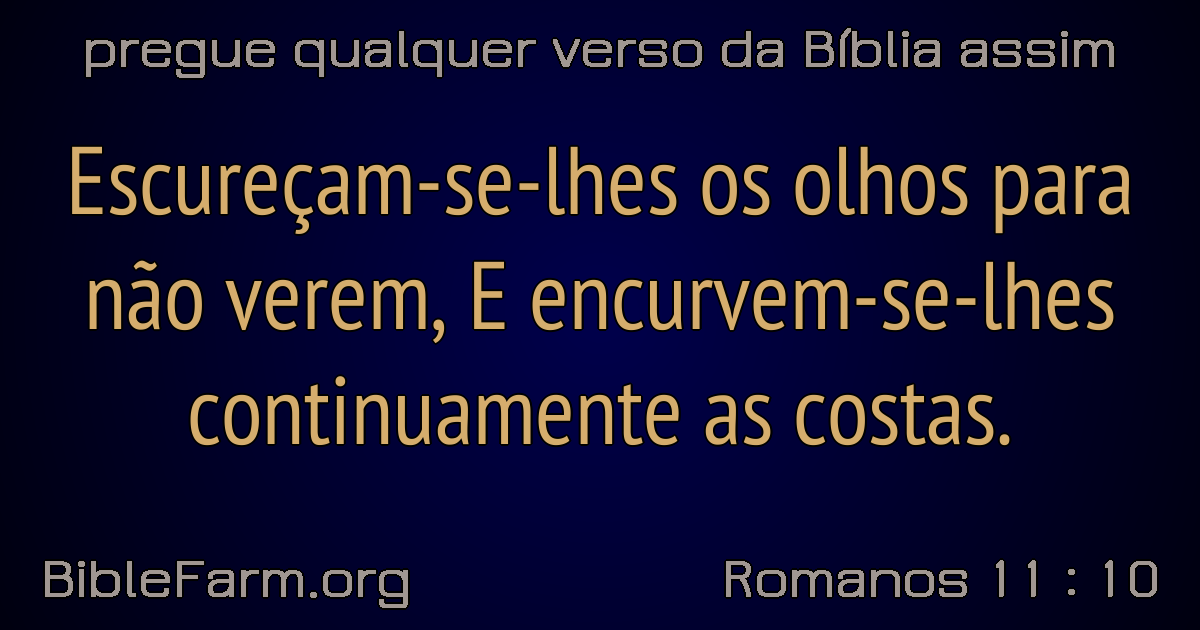 pregue qualquer verso da Bíblia assim
Escureçam-se-lhes os olhos para
não verem, E encurvem-se-lhes
continuamente as costas.
BibleFarm.org
Romanos 11 : 10